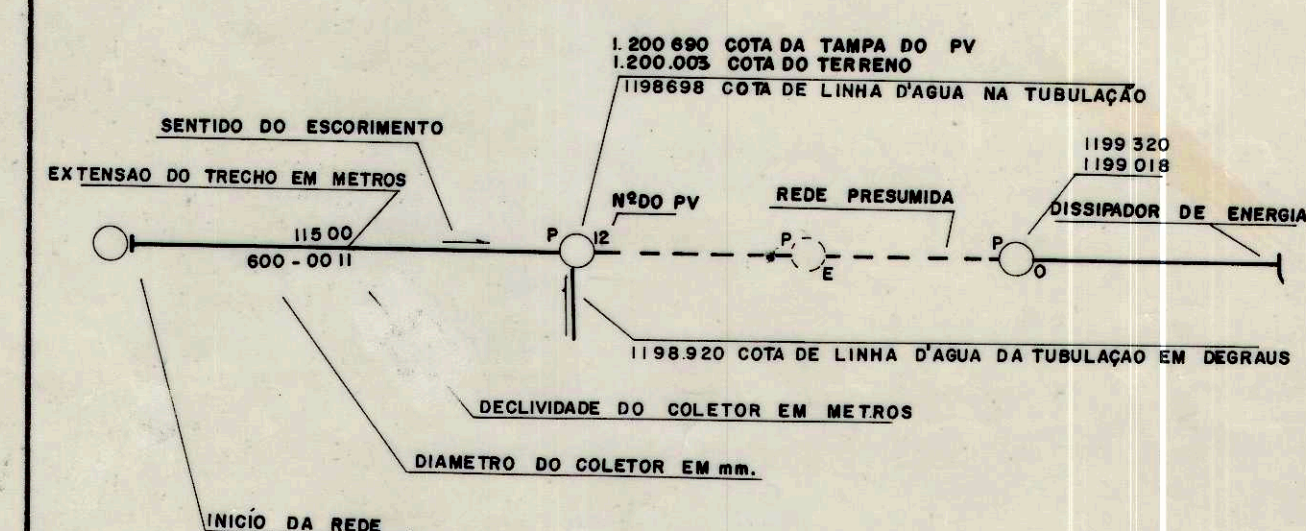 1.200 690 COTA DA TAMPA DO PV
1.200.003 COTA DO TERRENO
1198698 COTA DE LINHA D'AGUA NA TUBULAÇÃO
SENTIDO DO ESCORIMENTO
EXTENSAO DO TRECHO EM METROS
NºDO PV
REDE PRESUMIDA
1199 320
1199 018
DISSIPADOR DE ENERGIA
115 00
600 - 00 11
P 12
P E
P O
1198.920 COTA DE LINHA D'AGUA DA TUBULAÇAO EM DEGRAUS
DECLIVIDADE DO COLETOR EM METROS
DIAMETRO DO COLETOR EM mm.
INICÍO DA REDE